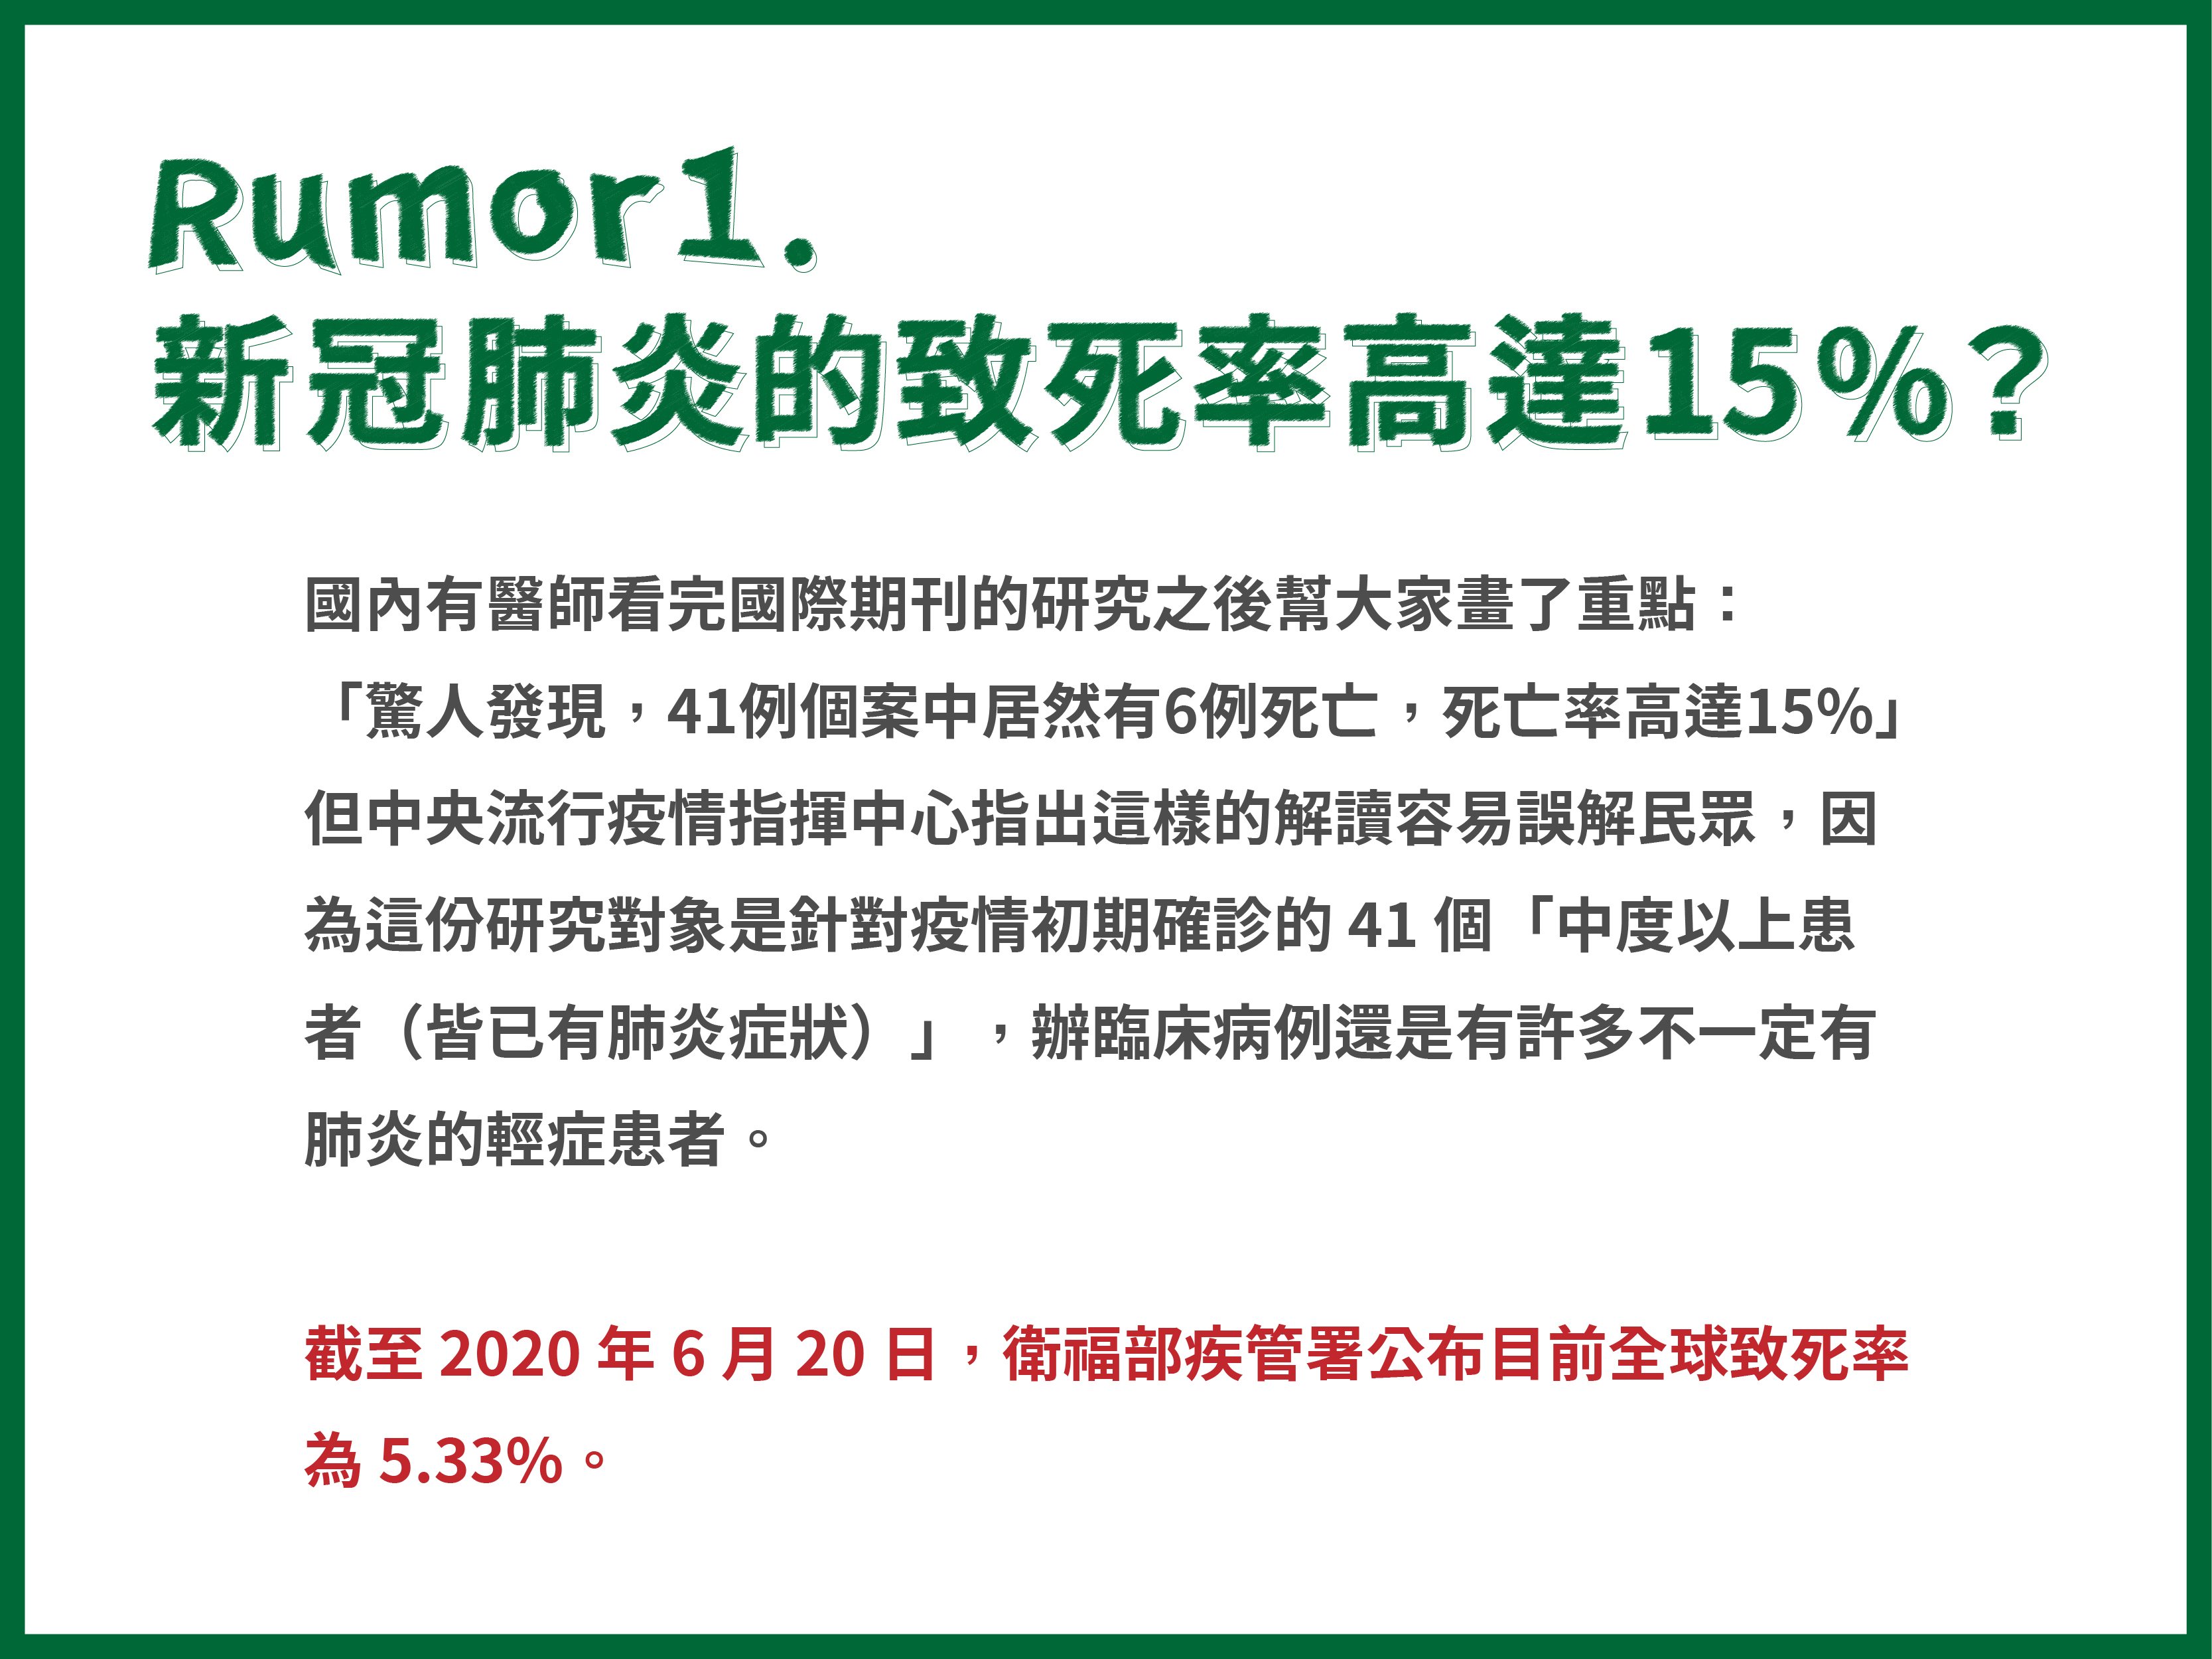 Rumor1.
新冠肺炎的致死率高達15%?
國內有醫師看完國際期刊的研究之後幫大家畫了重點：
「驚人發現，41例個案中居然有6例死亡，死亡率高達15%」
但中央流行疫情指揮中心指出這樣的解讀容易誤解民眾，因
為這份研究對象是針對疫情初期確診的 41 個「中度以上患
者（皆已有肺炎症狀）」，辦臨床病例還是有許多不一定有
肺炎的輕症患者。
截至 2020 年 6 月 20 日，衛福部疾管署公布目前全球致死率
為 5.33%。